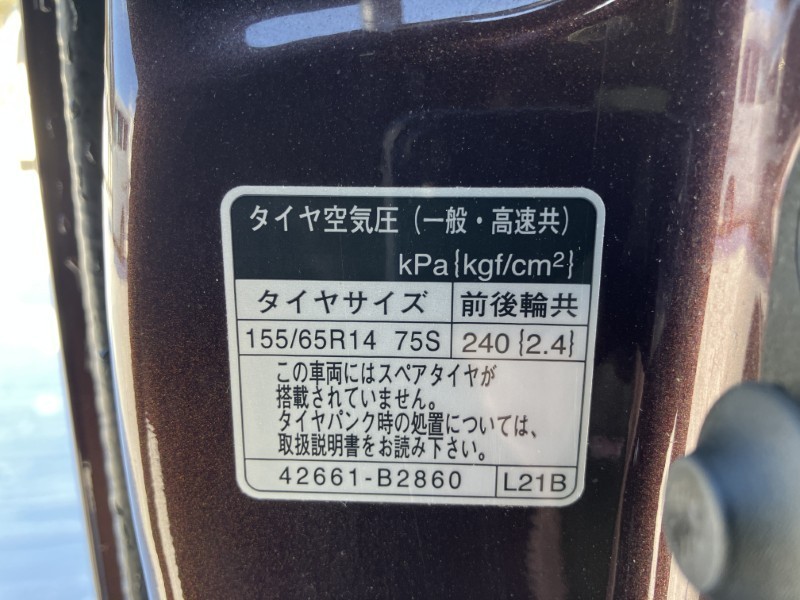 タイヤ空気圧（一般・高速共）
kPa{kgf/cm²}
タイヤサイズ 前後輪共
155/65R14 75S 240 {2.4}
この車両にはスペアタイヤが
搭載されていません。
タイヤパンク時の処置については、
取扱説明書をお読み下さい。
42661-B2860 L21B